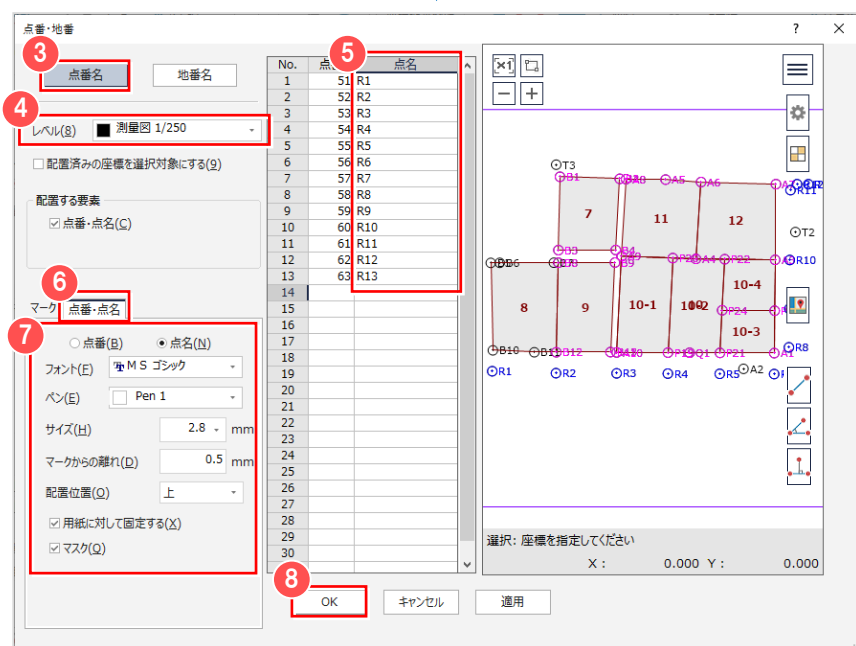 点番・地番
? ×
3
点番名 地番名
4
レベル(8) 測量図 1/250
配置済みの座標を選択対象にする(9)
配置する要素
点番・点名(C)
6
マーク 点番・点名
7
点番(B) 点名(N)
フォント(F) MS ゴシック
ペン(E) Pen 1
サイズ(H) 2.8 mm
マークからの離れ(D) 0.5 mm
配置位置(O) 上
用紙に対して固定する(X)
マスク(Q)
5
No. 点名
1 51 R1
2 52 R2
3 53 R3
4 54 R4
5 55 R5
6 56 R6
7 57 R7
8 58 R8
9 59 R9
10 60 R10
11 61 R11
12 62 R12
13 63 R13
14
15
16
17
18
19
20
21
22
23
24
25
26
27
28
29
30
×1
T3
B1 A5 A6
R11
7 11 12
T2
B3 B4
P22 R10
10-4
8 9 10-1
P24
10-3
B10 B12 P21 A1 R8
R1 R2 R3 R4 R5 A2
選択: 座標を指定してください
X : 0.000 Y : 0.000
8
OK キャンセル 適用